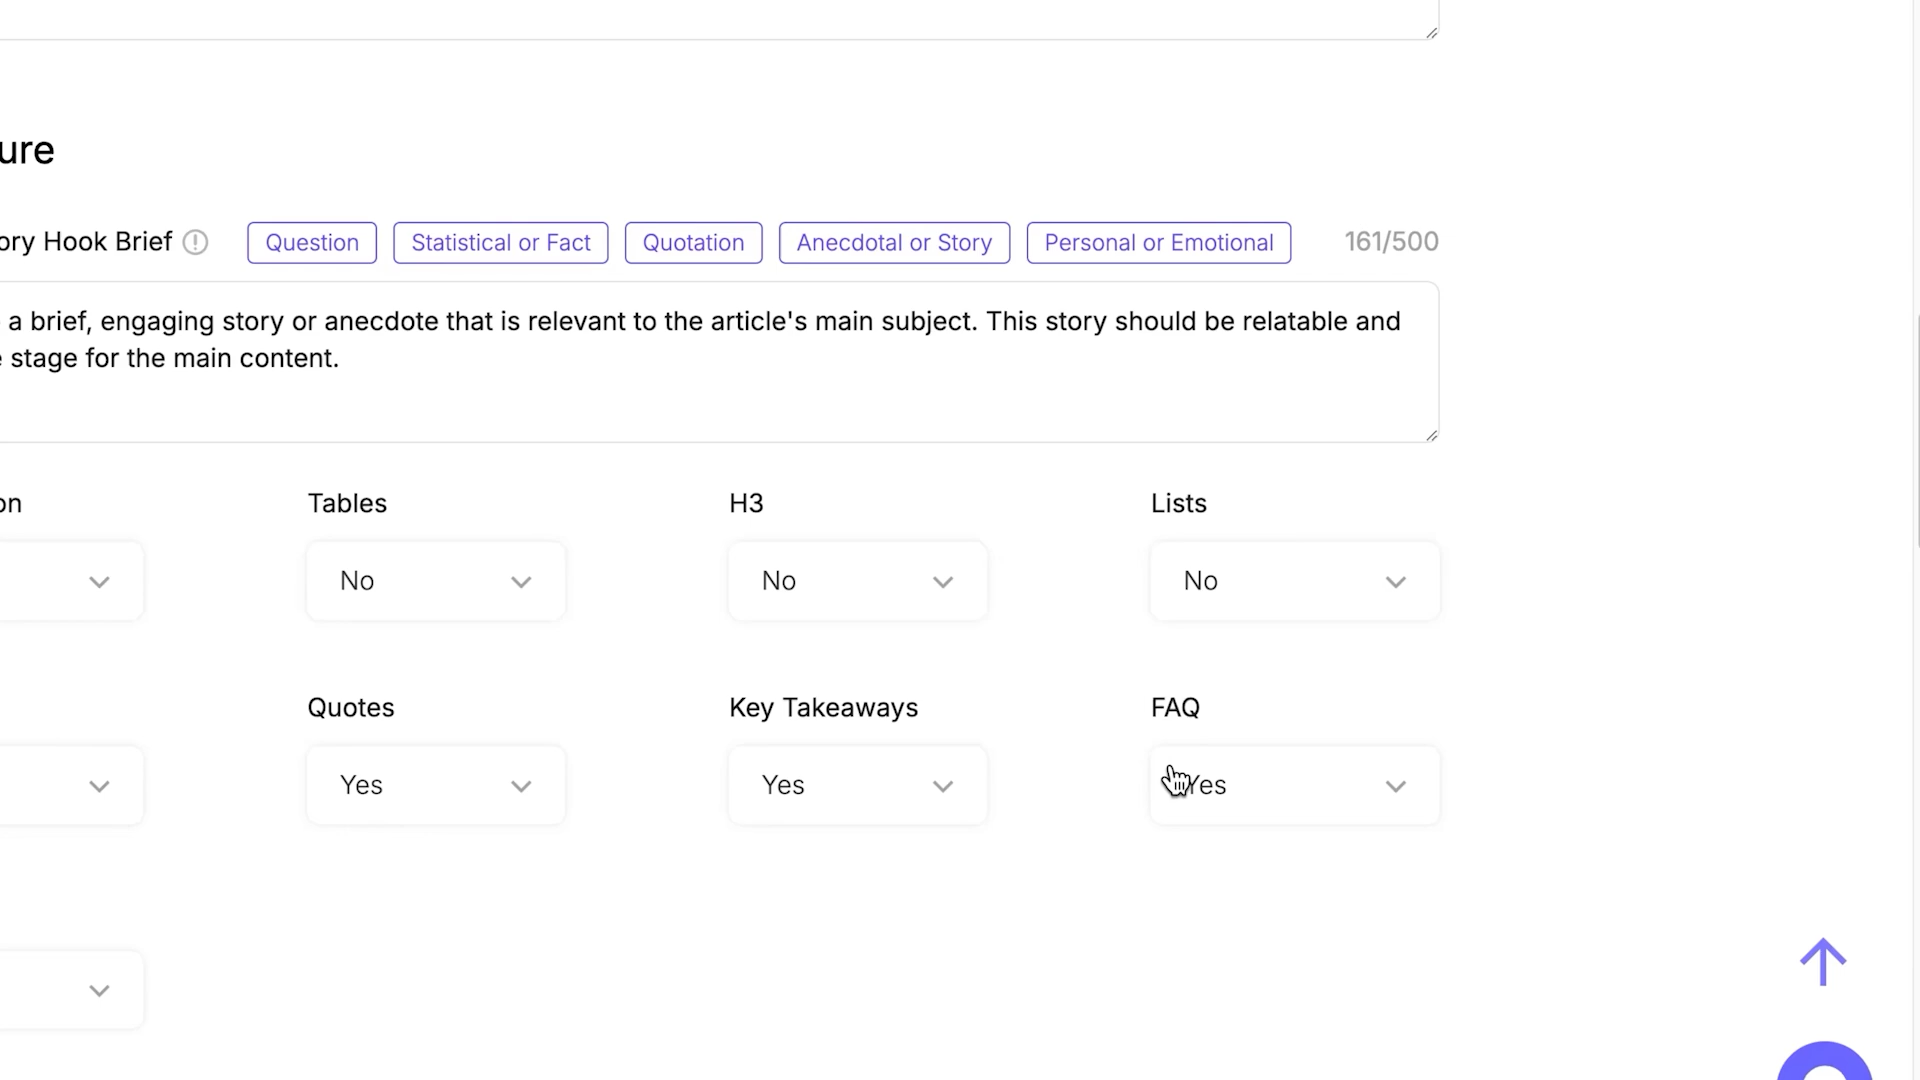 ure
ory Hook Brief Question Statistical or Fact Quotation Anecdotal or Story Personal or Emotional 161/500
a brief, engaging story or anecdote that is relevant to the article's main subject. This story should be relatable and
e stage for the main content.
on Tables H3 Lists
No No No
Quotes Key Takeaways FAQ
Yes Yes Yes